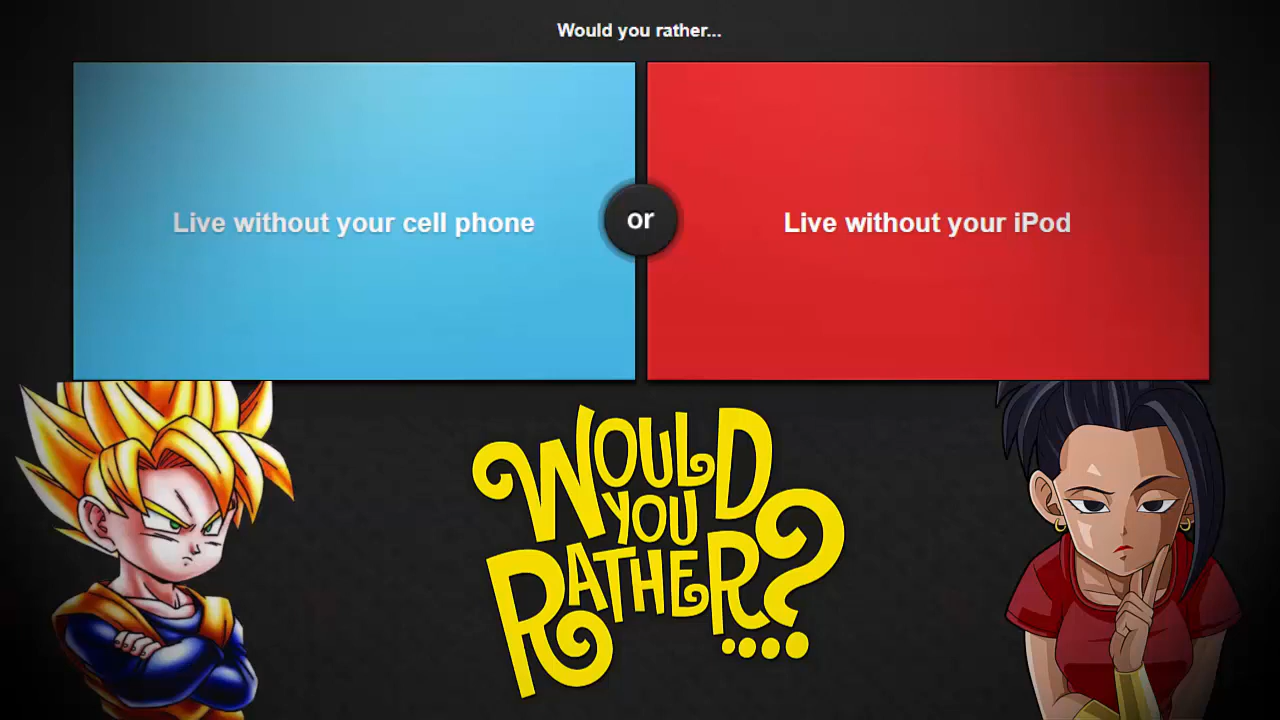 Would you rather...
Live without your cell phone
or
Live without your iPod
WOULD
YOU
RATHER....?